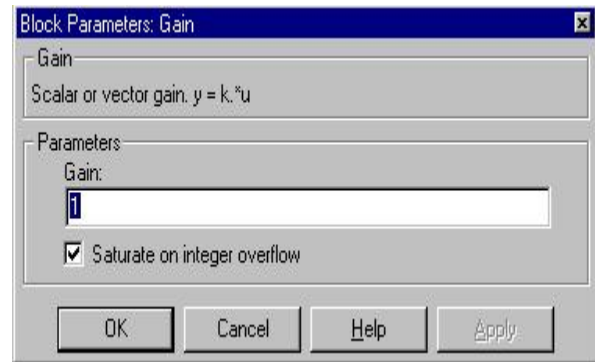 Block Parameters: Gain
Gain
Scalar or vector gain. y = k.*u
Parameters
Gain:
1
Saturate on integer overflow
OK Cancel Help Apply